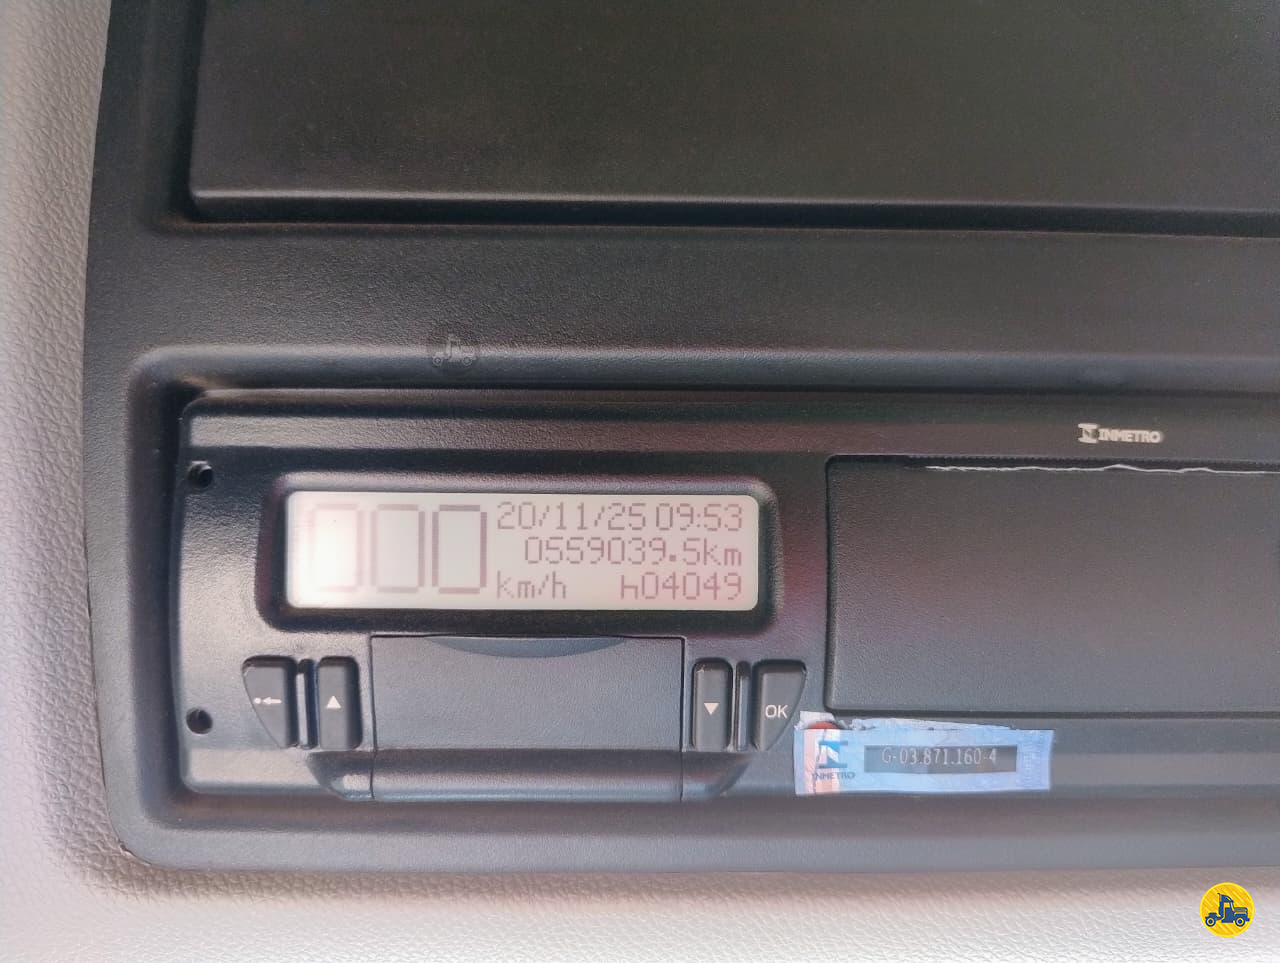 INMETRO
000 20/11/25 09:53
0559039.5km
km/h h04049
OK
INMETRO G-03.871.160-4